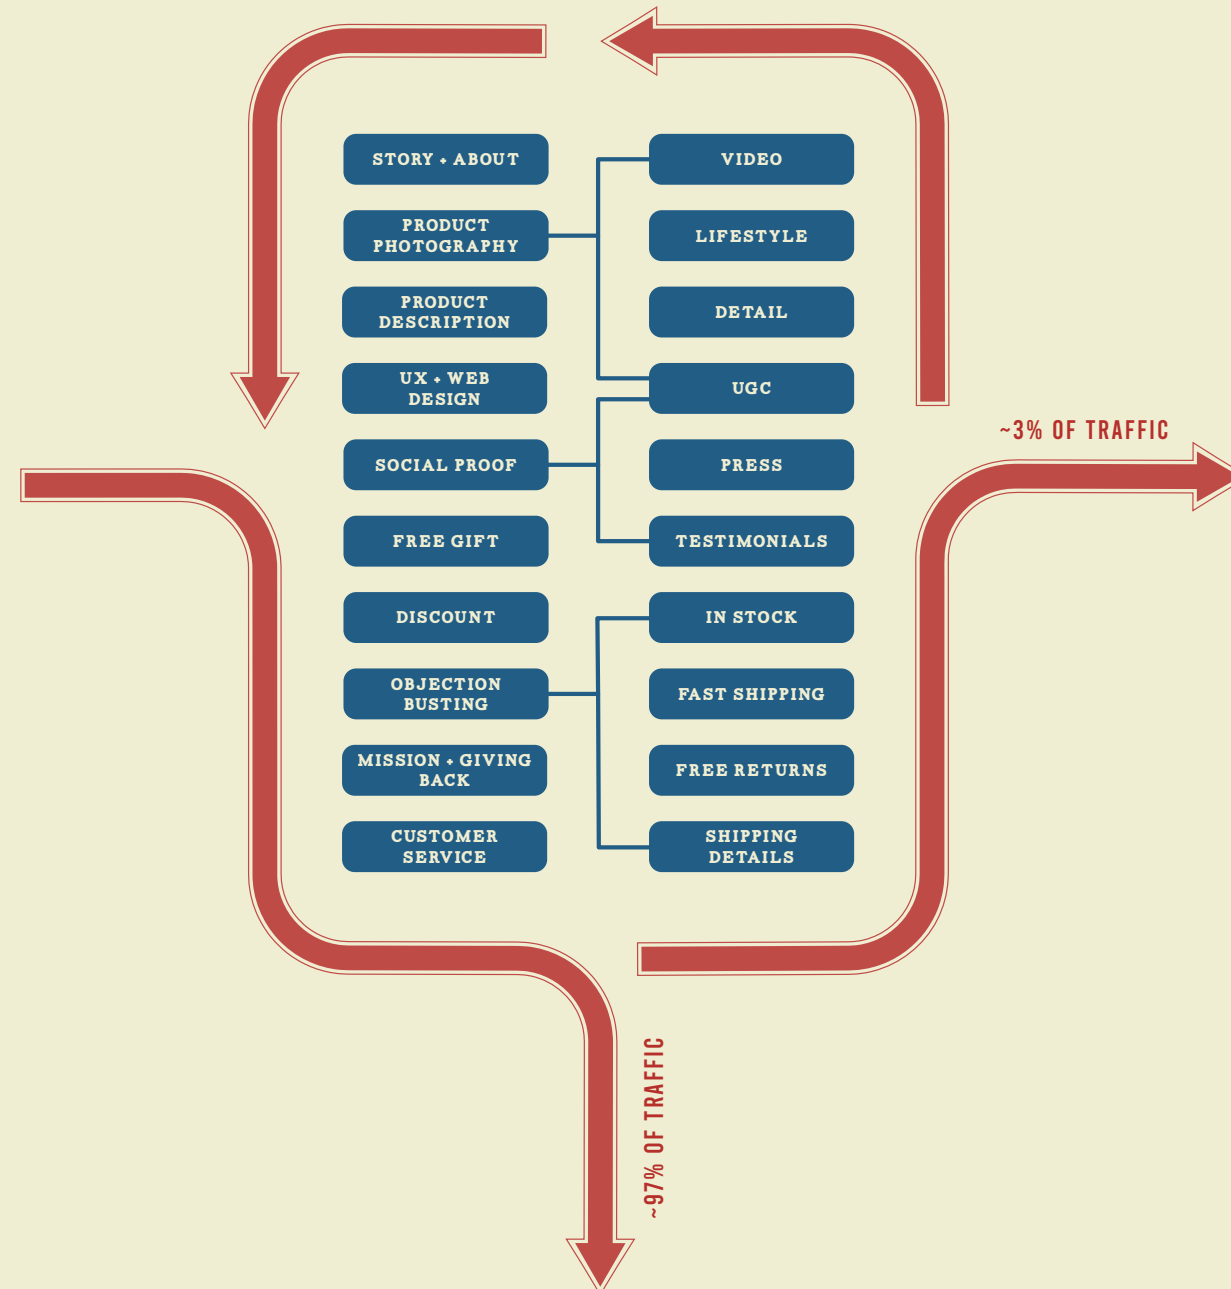 STORY + ABOUT
PRODUCT
PHOTOGRAPHY
PRODUCT
DESCRIPTION
UX + WEB
DESIGN
SOCIAL PROOF
FREE GIFT
DISCOUNT
OBJECTION
BUSTING
MISSION + GIVING
BACK
CUSTOMER
SERVICE
VIDEO
LIFESTYLE
DETAIL
UGC
PRESS
TESTIMONIALS
IN STOCK
FAST SHIPPING
FREE RETURNS
SHIPPING
DETAILS
~3% OF TRAFFIC
~97% OF TRAFFIC